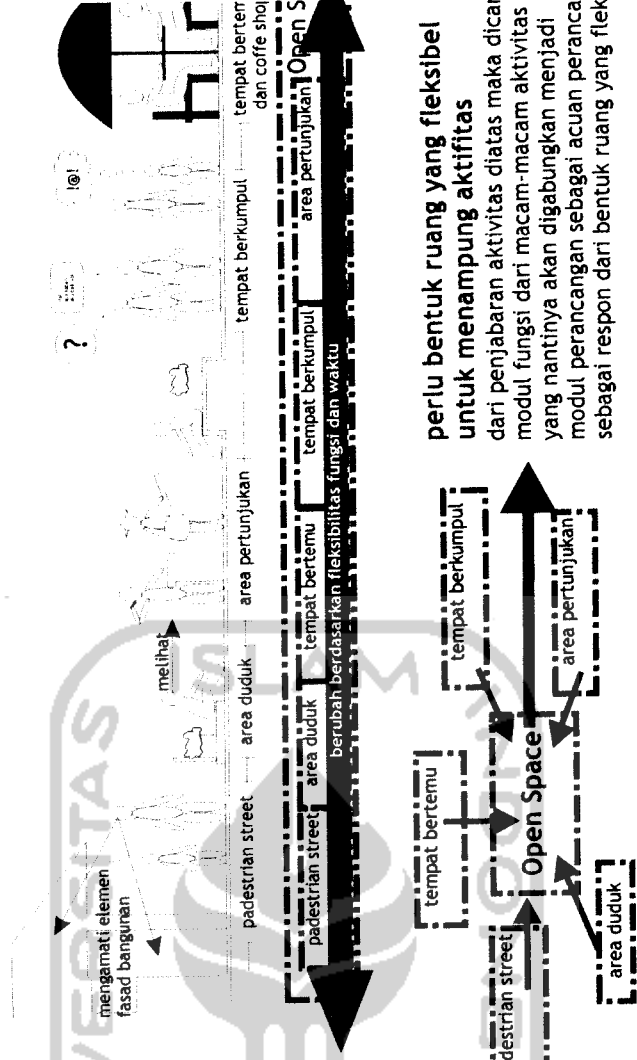 ?
!@!
mengamati elemen
fasad bangunan
melihat
padestrian street
area duduk
area pertunjukan
tempat berkumpul
tempat bertem
dan coffe shop
Open S
padestrian street
area duduk
tempat bertemu
tempat berkumpul
area pertunjukan
berubah berdasarkan fleksibilitas fungsi dan waktu
destrian street
tempat bertemu
tempat berkumpul
Open Space
area duduk
area pertunjukan
perlu bentuk ruang yang fleksibel
untuk menampung aktifitas
dari penjabaran aktivitas diatas maka dicar
modul fungsi dari macam-macam aktivitas
yang nantinya akan digabungkan menjadi
modul perancangan sebagai acuan peranca
sebagai respon dari bentuk ruang yang flek
ISLAM